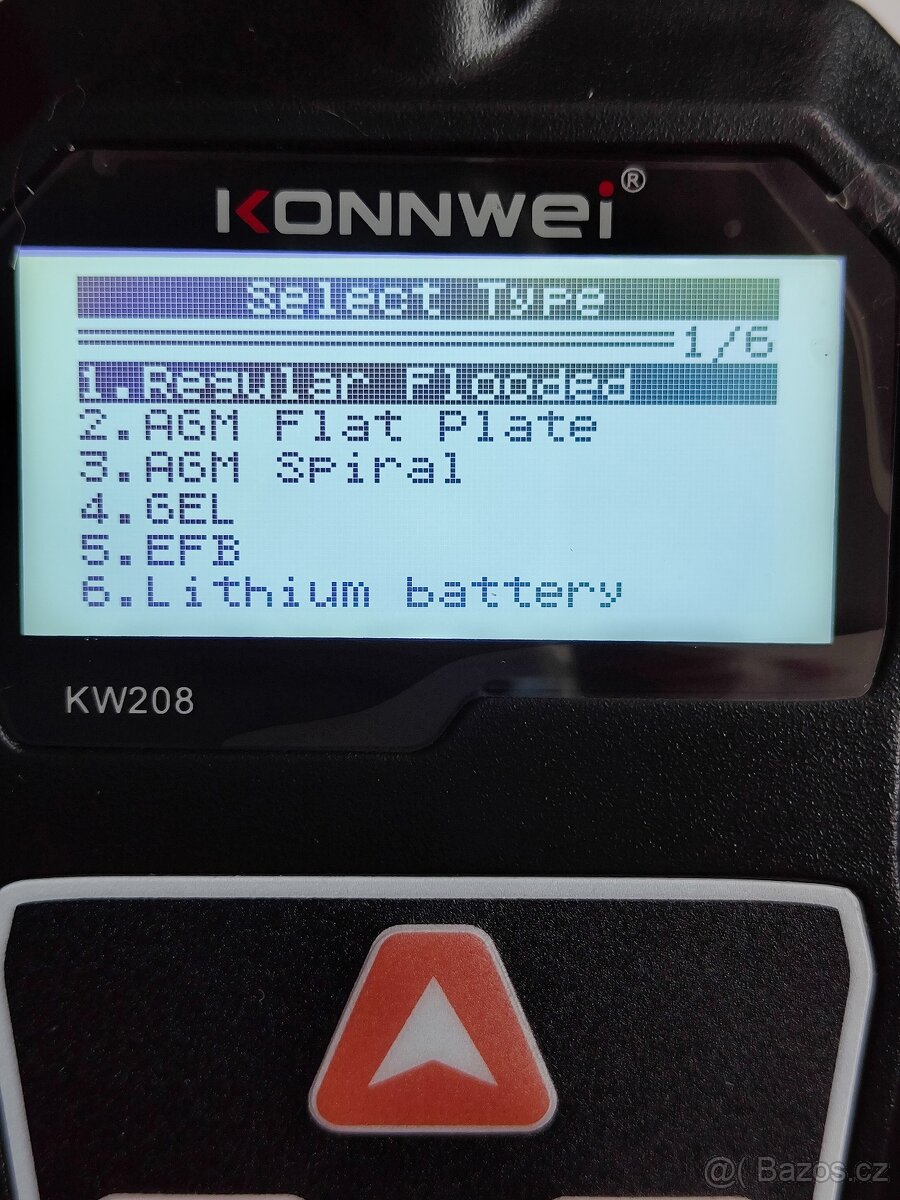 KONNWEI®
Select Type
1/6
1.Regular Flooded
2.AGM Flat Plate
3.AGM Spiral
4.GEL
5.EFB
6.Lithium battery
KW208
@( Bazos.cz